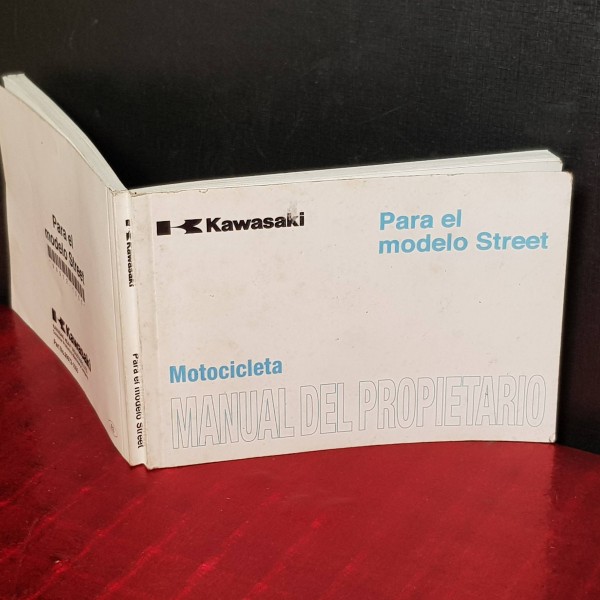 Kawasaki
Para el
modelo Street
Motocicleta
MANUAL DEL PROPIETARIO
Kawasaki
Para el modelo Street
Para el
modelo Street
Kawasaki